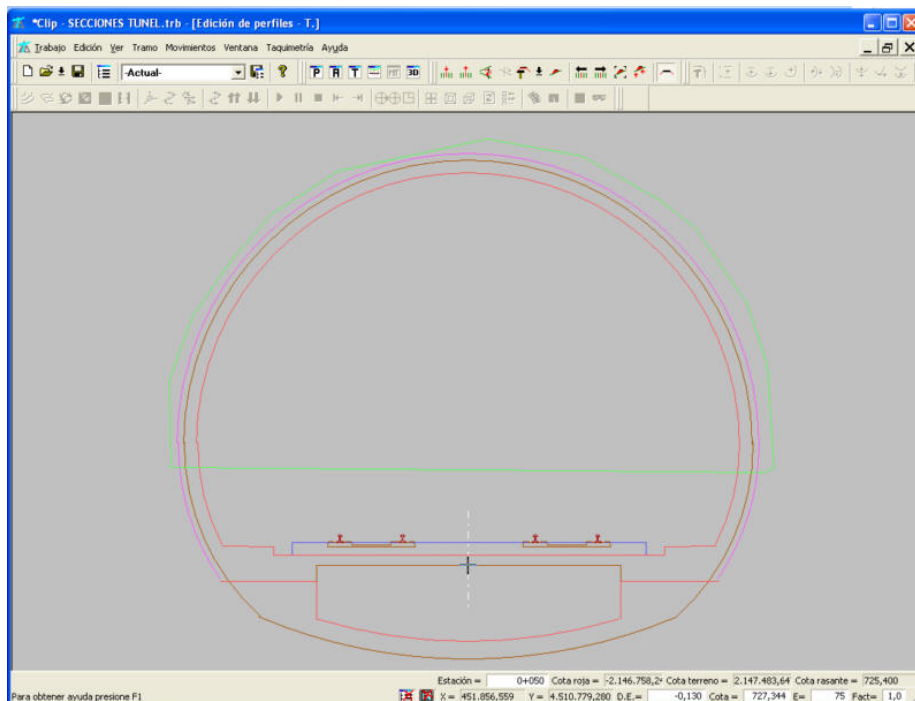 *Clip - SECCIONES TUNEL.trb - [Edición de perfiles - T.]
Trabajo Edición Ver Tramo Movimientos Ventana Taquimetría Ayuda
-Actual- P R T 3D
Estación = 0+050 Cota roja = -2.146.758,24 Cota terreno = 2.147.483,64 Cota rasante = 725,400
Para obtener ayuda presione F1 X = 451.856,559 Y = 4.510.779,280 D.E.= -0,130 Cota = 727,344 E= 75 Fact= 1,0